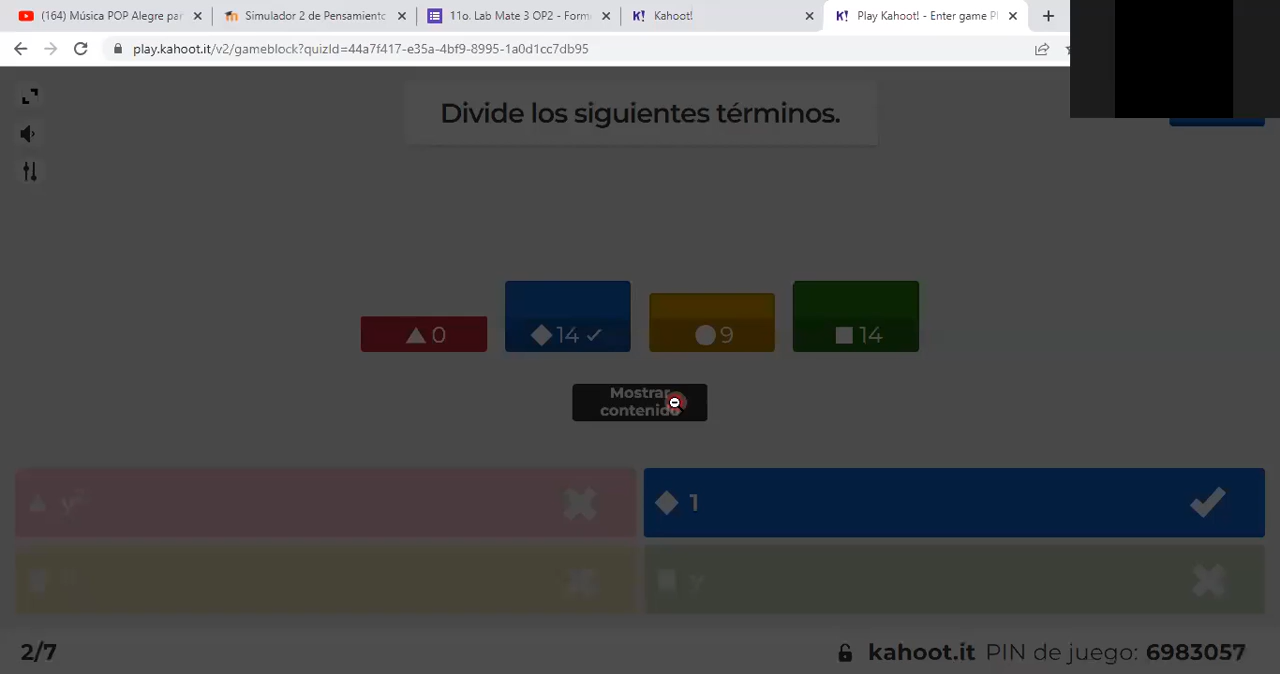 (164) Música POP Alegre par
Simulador 2 de Pensamiento
11o. Lab Mate 3 OP2 - Form
Kahoot!
Play Kahoot! - Enter game P
play.kahoot.it/v2/gameblock?quizId=44a7f417-e35a-4bf9-8995-1a0d1cc7db95
Divide los siguientes términos.
0
14
9
14
Mostrar
contenido
y²
1
y
2/7
kahoot.it PIN de juego: 6983057